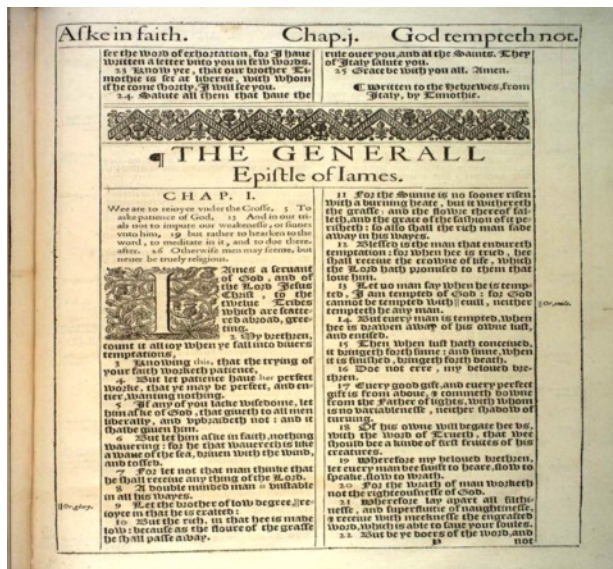 Aske in faith. Chap.j. God tempteth not.
fer the word of exhortation, for I haue
written a letter vnto you in few words.
23 Know yee, that our brother Ti-
mothie is set at libertie, with whom
if he come shortly, I will see you.
24 Salute all them that haue the
rule ouer you, and al the Saints. They
of Italy salute you.
25 Grace be with you all. Amen.
¶ Written to the Hebrewes, from
Italy, by Timothie.
¶ THE GENERALL
Epistle of Iames.
CHAP. I.
Wee are to reioyce vnder the Crosse, 5 To
aske patience of God, 13 And in our tri-
als not to impute our weakenesse, or sinnes
vnto him, 19 but rather to hearken to the
word, to meditate in it, and to doe there-
after. 26 Otherwise men may seeme, but
neuer be truely religious.
IAmes a seruant
of God, and of
the Lord Iesus
Christ, to the
twelue Tribes
which are scatte-
red abroad, gree-
ting.
2 My brethren,
count it all ioy when ye fall into diuers
temptations,
3 Knowing this, that the trying of
your faith worketh patience,
4 But let patience haue her perfect
worke, that ye may be perfect, and en-
tier, wanting nothing.
5 If any of you lacke wisedome, let
him aske of God, that giueth to all men
liberally, and vpbraideth not: and it
shalbe giuen him.
6 But let him aske in faith, nothing
wauering: for he that wauereth is like
a waue of the sea, driuen with the wind,
and tossed.
7 For let not that man thinke that
he shall receiue any thing of the Lord.
8 A double minded man is vnstable
in all his wayes.
9 Let the brother of low degree, ||re-
ioyce in that he is exalted:
10 But the rich, in that hee is made
low: because as the floure of the grasse
he shall passe away.
||Or, glory.
11 For the Sunne is no sooner risen
with a burning heate, but it withereth
the grasse: and the flowre thereof fal-
leth, and the grace of the fashion of it pe-
risheth: so also shall the rich man fade
away in his wayes.
12 Blessed is the man that endureth
temptation: for when he is tried, hee
shall receiue the crowne of life, which
the Lord hath promised to them that
loue him.
13 Let no man say when he is temp-
ted, I am tempted of God: for God
cannot be tempted with ||euill, neither
tempteth he any man.
||Or, euils.
14 But euery man is tempted, when
hee is drawen away of his owne lust,
and entised.
15 Then when lust hath conceiued,
it bringeth forth sinne: and sinne, when
it is finished, bringeth forth death.
16 Doe not erre, my beloued bre-
thren.
17 Euery good gift, and euery perfect
gift is from aboue, & commeth downe
from the Father of lights, with whom
is no variablenesse, neither shadow of
turning.
18 Of his owne will begate hee vs,
with the word of Trueth, that wee
should bee a kinde of first fruites of his
creatures.
19 Wherefore my beloued brethren,
let euery man bee swift to heare, slow to
speake, slow to wrath.
20 For the wrath of man worketh
not the righteousnesse of God.
21 Wherefore lay apart all filthi-
nesse, and superfluitie of naughtinesse,
& receiue with meeknesse the engrafted
word, which is able to saue your soules.
22 But be ye doers of the word, and
not